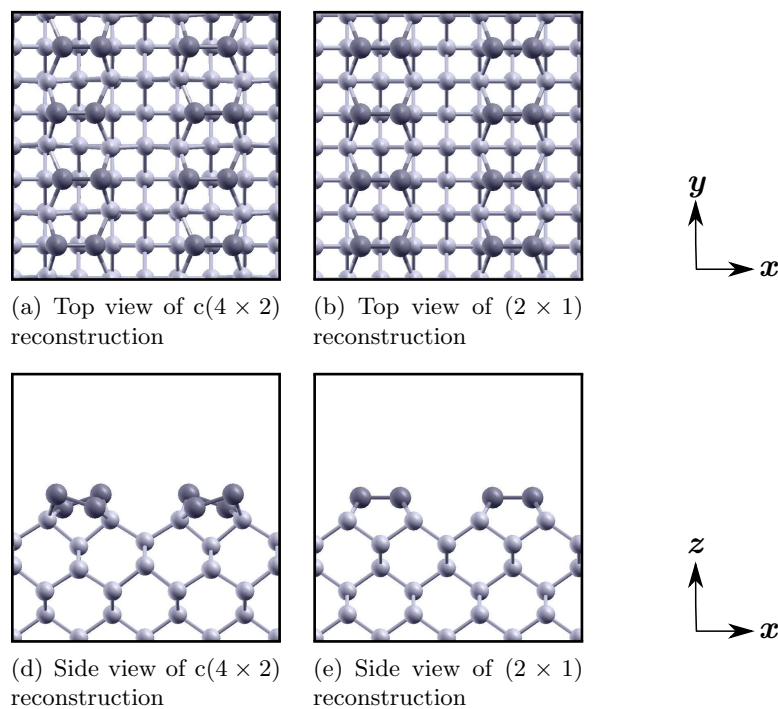 (a) Top view of c(4 × 2)
reconstruction
(b) Top view of (2 × 1)
reconstruction
y
x
(d) Side view of c(4 × 2)
reconstruction
(e) Side view of (2 × 1)
reconstruction
z
x